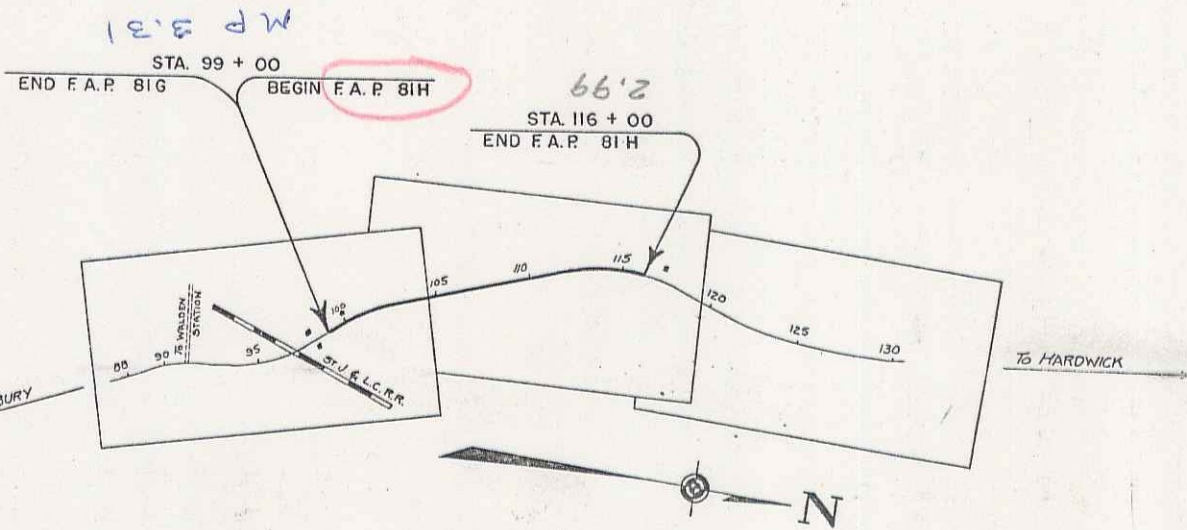 MP 3.31
STA. 99 + 00
END F. A. P. 81G
BEGIN F. A. P. 81H
2.99
STA. 116 + 00
END F. A. P. 81 H
88
90
TO WALDEN
STATION
95
100
105
110
115
120
125
130
ST. J. & L. C. R.R.
BURY
TO HARDWICK
N